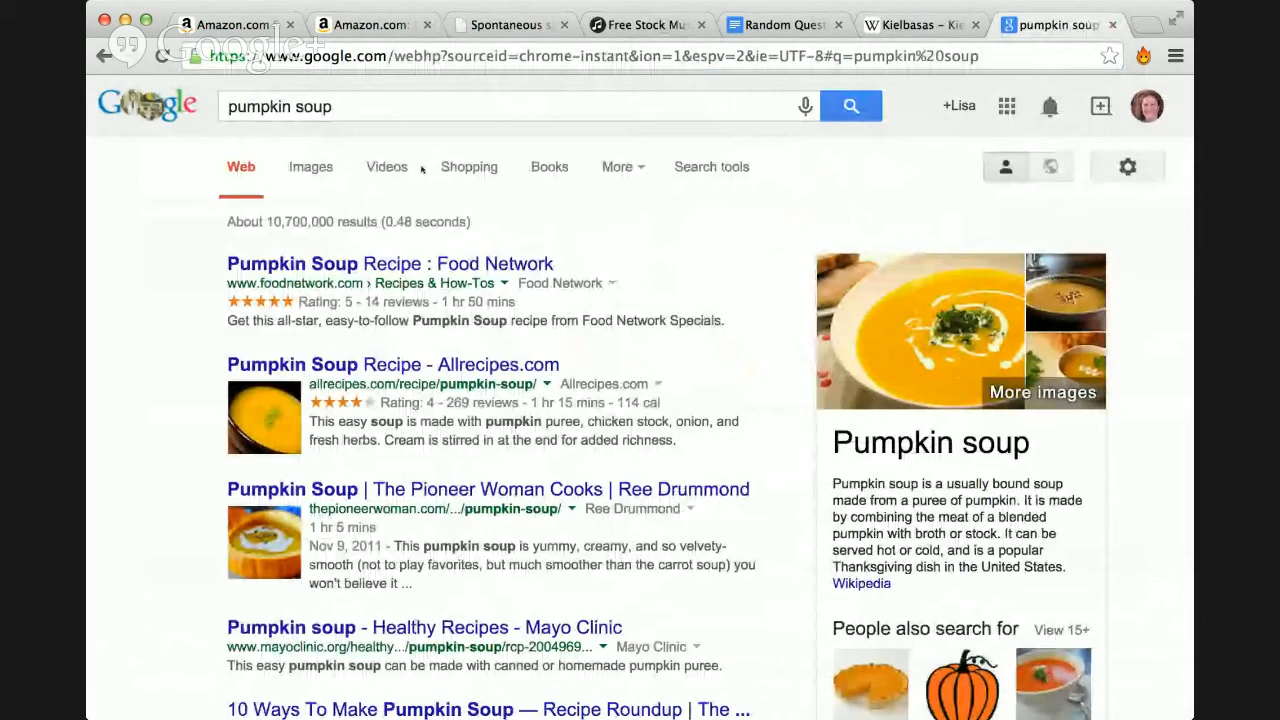 Amazon.com
Amazon.com:
Spontaneous s
Free Stock Mu
Random Quest
Kielbasas – Kie
pumpkin soup
Google+
https://www.google.com/webhp?sourceid=chrome-instant&ion=1&espv=2&ie=UTF-8#q=pumpkin%20soup
Google
pumpkin soup
+Lisa
Web Images Videos Shopping Books More Search tools
About 10,700,000 results (0.48 seconds)
Pumpkin Soup Recipe : Food Network
www.foodnetwork.com › Recipes & How-Tos Food Network
Rating: 5 - 14 reviews - 1 hr 50 mins
Get this all-star, easy-to-follow Pumpkin Soup recipe from Food Network Specials.
Pumpkin Soup Recipe - Allrecipes.com
allrecipes.com/recipe/pumpkin-soup/ Allrecipes.com
Rating: 4 - 269 reviews - 1 hr 15 mins - 114 cal
This easy soup is made with pumpkin puree, chicken stock, onion, and
fresh herbs. Cream is stirred in at the end for added richness.
Pumpkin Soup | The Pioneer Woman Cooks | Ree Drummond
thepioneerwoman.com/.../pumpkin-soup/ Ree Drummond
1 hr 5 mins
Nov 9, 2011 - This pumpkin soup is yummy, creamy, and so velvety-
smooth (not to play favorites, but much smoother than the carrot soup) you
won't believe it ...
Pumpkin soup - Healthy Recipes - Mayo Clinic
www.mayoclinic.org/healthy.../pumpkin-soup/rcp-2004969... Mayo Clinic
This easy pumpkin soup can be made with canned or homemade pumpkin puree.
10 Ways To Make Pumpkin Soup — Recipe Roundup | The ...
More images
Pumpkin soup
Pumpkin soup is a usually bound soup
made from a puree of pumpkin. It is made
by combining the meat of a blended
pumpkin with broth or stock. It can be
served hot or cold, and is a popular
Thanksgiving dish in the United States.
Wikipedia
People also search for View 15+